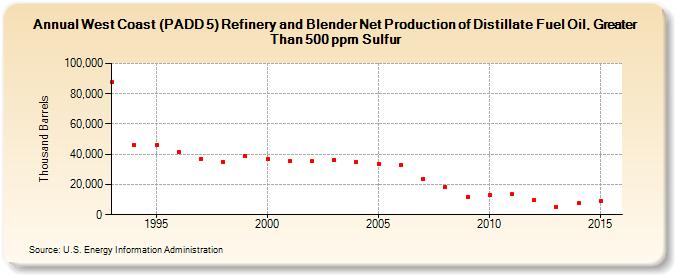 Annual West Coast (PADD 5) Refinery and Blender Net Production of Distillate Fuel Oil, Greater
Than 500 ppm Sulfur
Thousand Barrels
100,000
80,000
60,000
40,000
20,000
0
1995
2000
2005
2010
2015
Source: U.S. Energy Information Administration